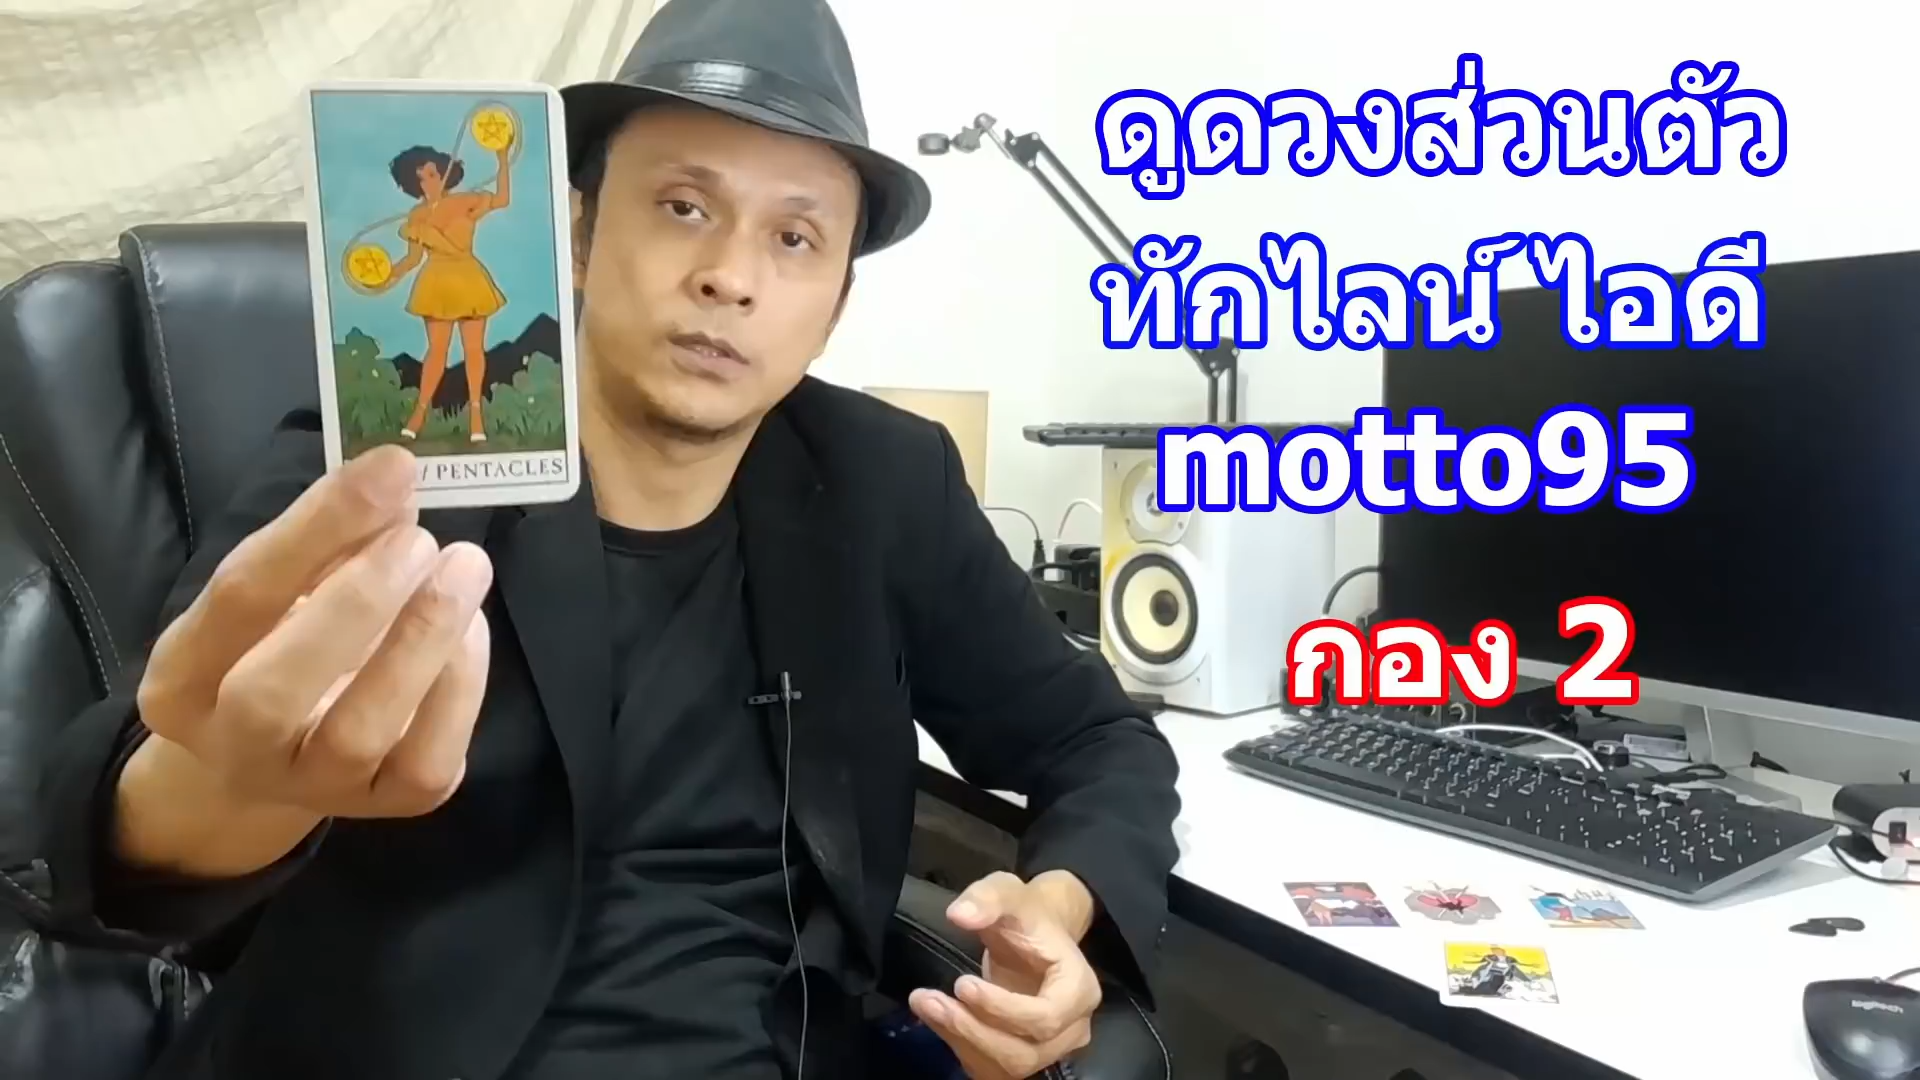 ดูดวงส่วนตัว
ทักไลน์ ไอดี
motto95
กอง 2
PENTACLES
logitech